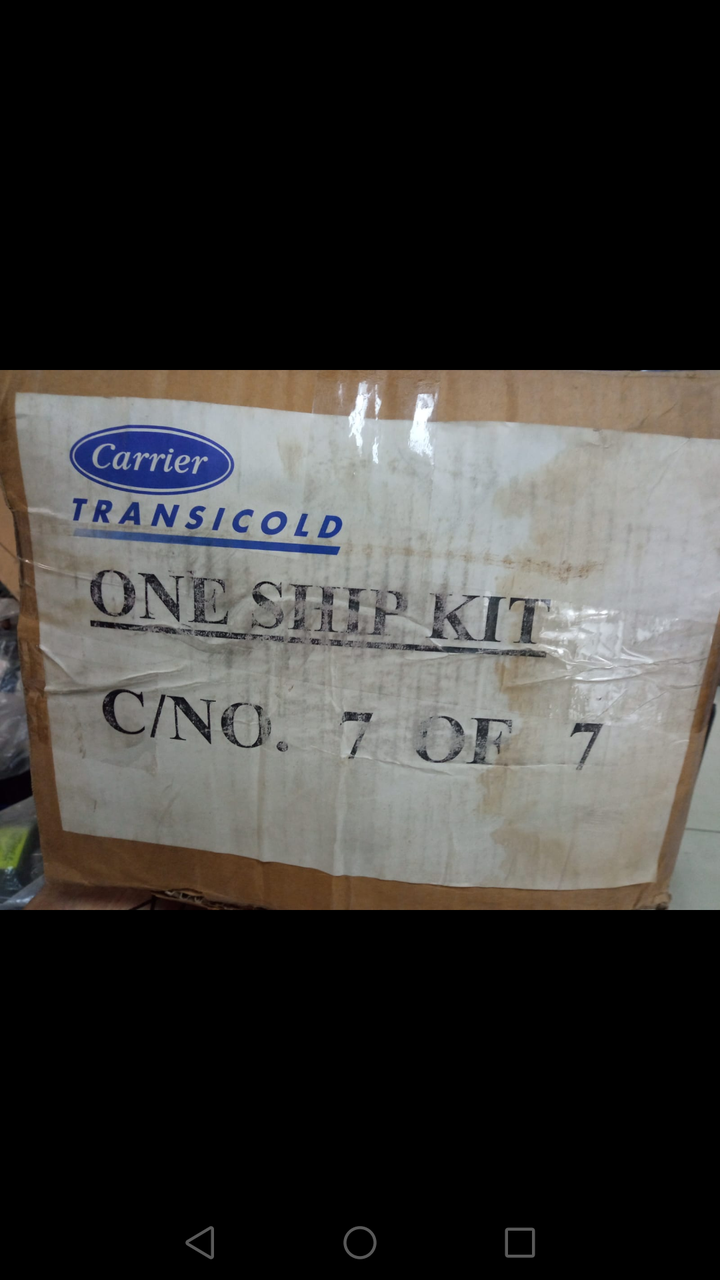 Carrier
TRANSICOLD
ONE SHIP KIT
C/NO. 7 OF 7